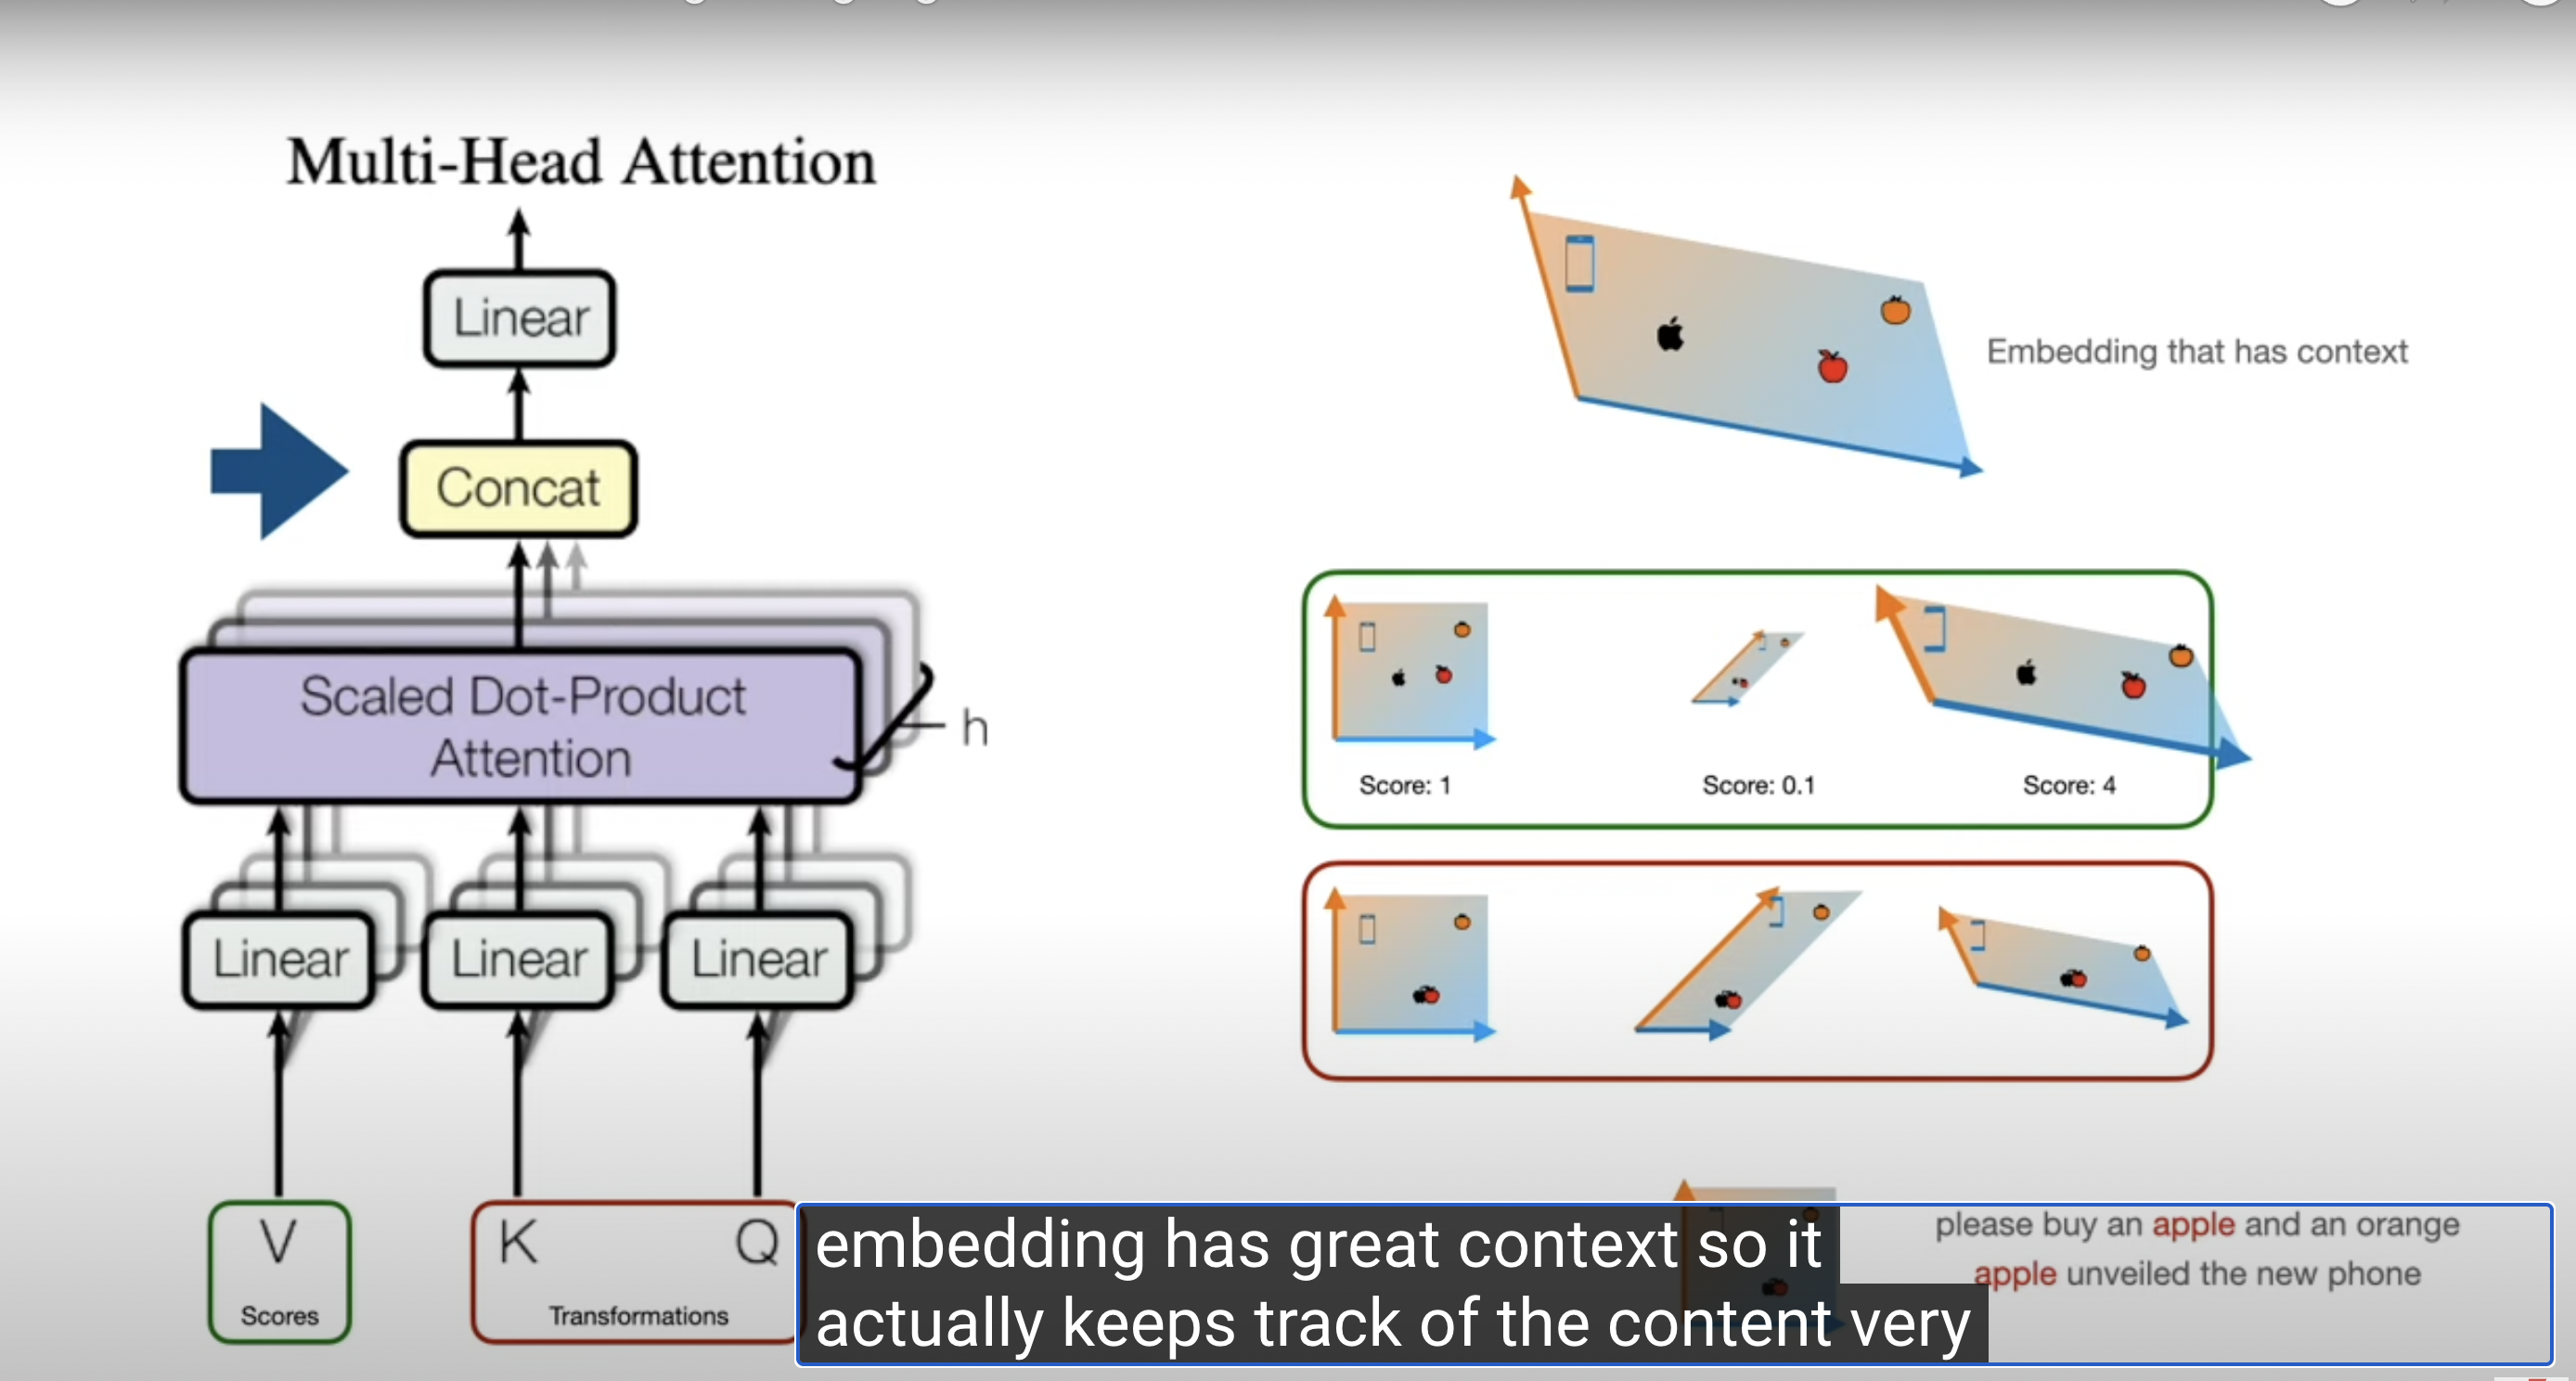 Multi-Head Attention
Linear
Concat
Scaled Dot-Product
Attention
h
Linear
Linear
Linear
V
Scores
K
Q
Transformations
Embedding that has context
Score: 1
Score: 0.1
Score: 4
please buy an apple and an orange
apple unveiled the new phone
embedding has great context so it
actually keeps track of the content very